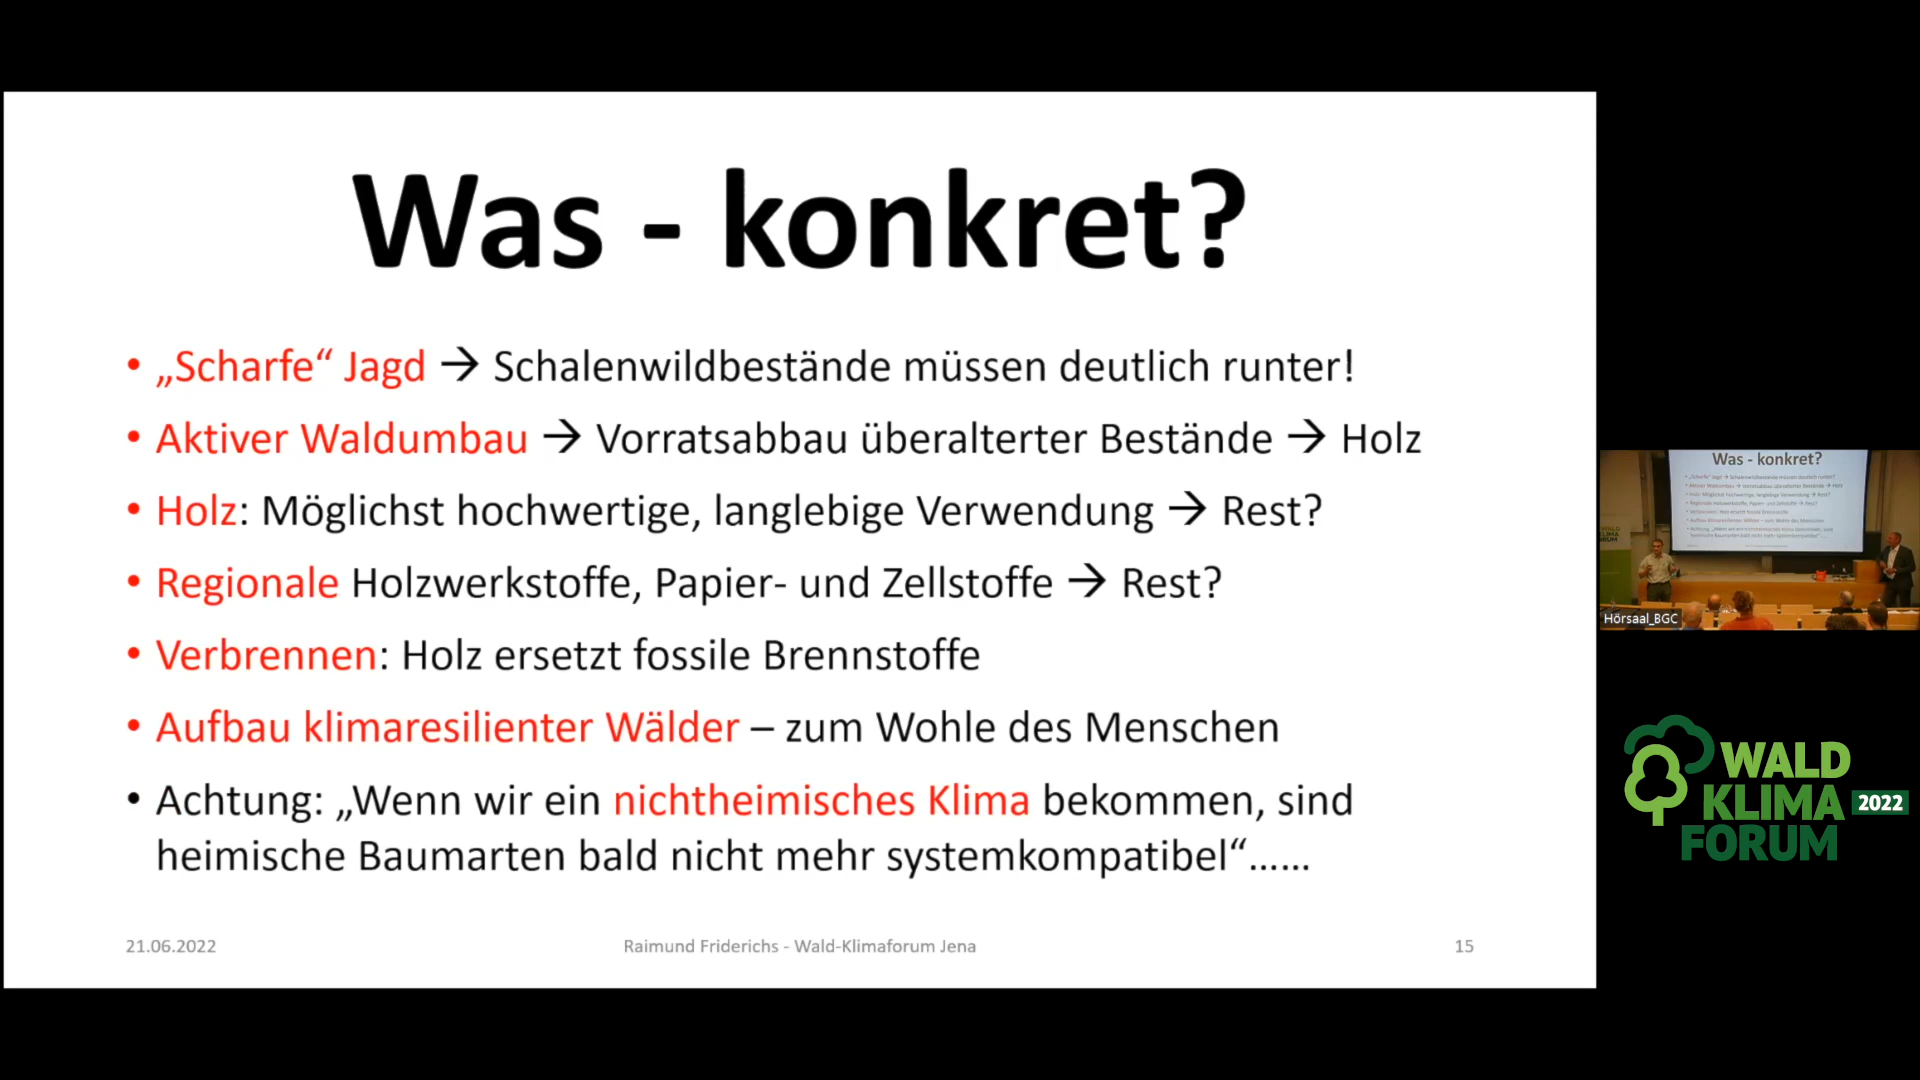 Was - konkret?
• „Scharfe“ Jagd → Schalenwildbestände müssen deutlich runter!
• Aktiver Waldumbau → Vorratsabbau überalterter Bestände → Holz
• Holz: Möglichst hochwertige, langlebige Verwendung → Rest?
• Regionale Holzwerkstoffe, Papier- und Zellstoffe → Rest?
• Verbrennen: Holz ersetzt fossile Brennstoffe
• Aufbau klimaresilienter Wälder – zum Wohle des Menschen
• Achtung: „Wenn wir ein nichtheimisches Klima bekommen, sind
heimische Baumarten bald nicht mehr systemkompatibel“......
21.06.2022
Raimund Friderichs - Wald-Klimaforum Jena
15
Was - konkret?
Hörsaal_BGC
WALD
KLIMA 2022
FORUM